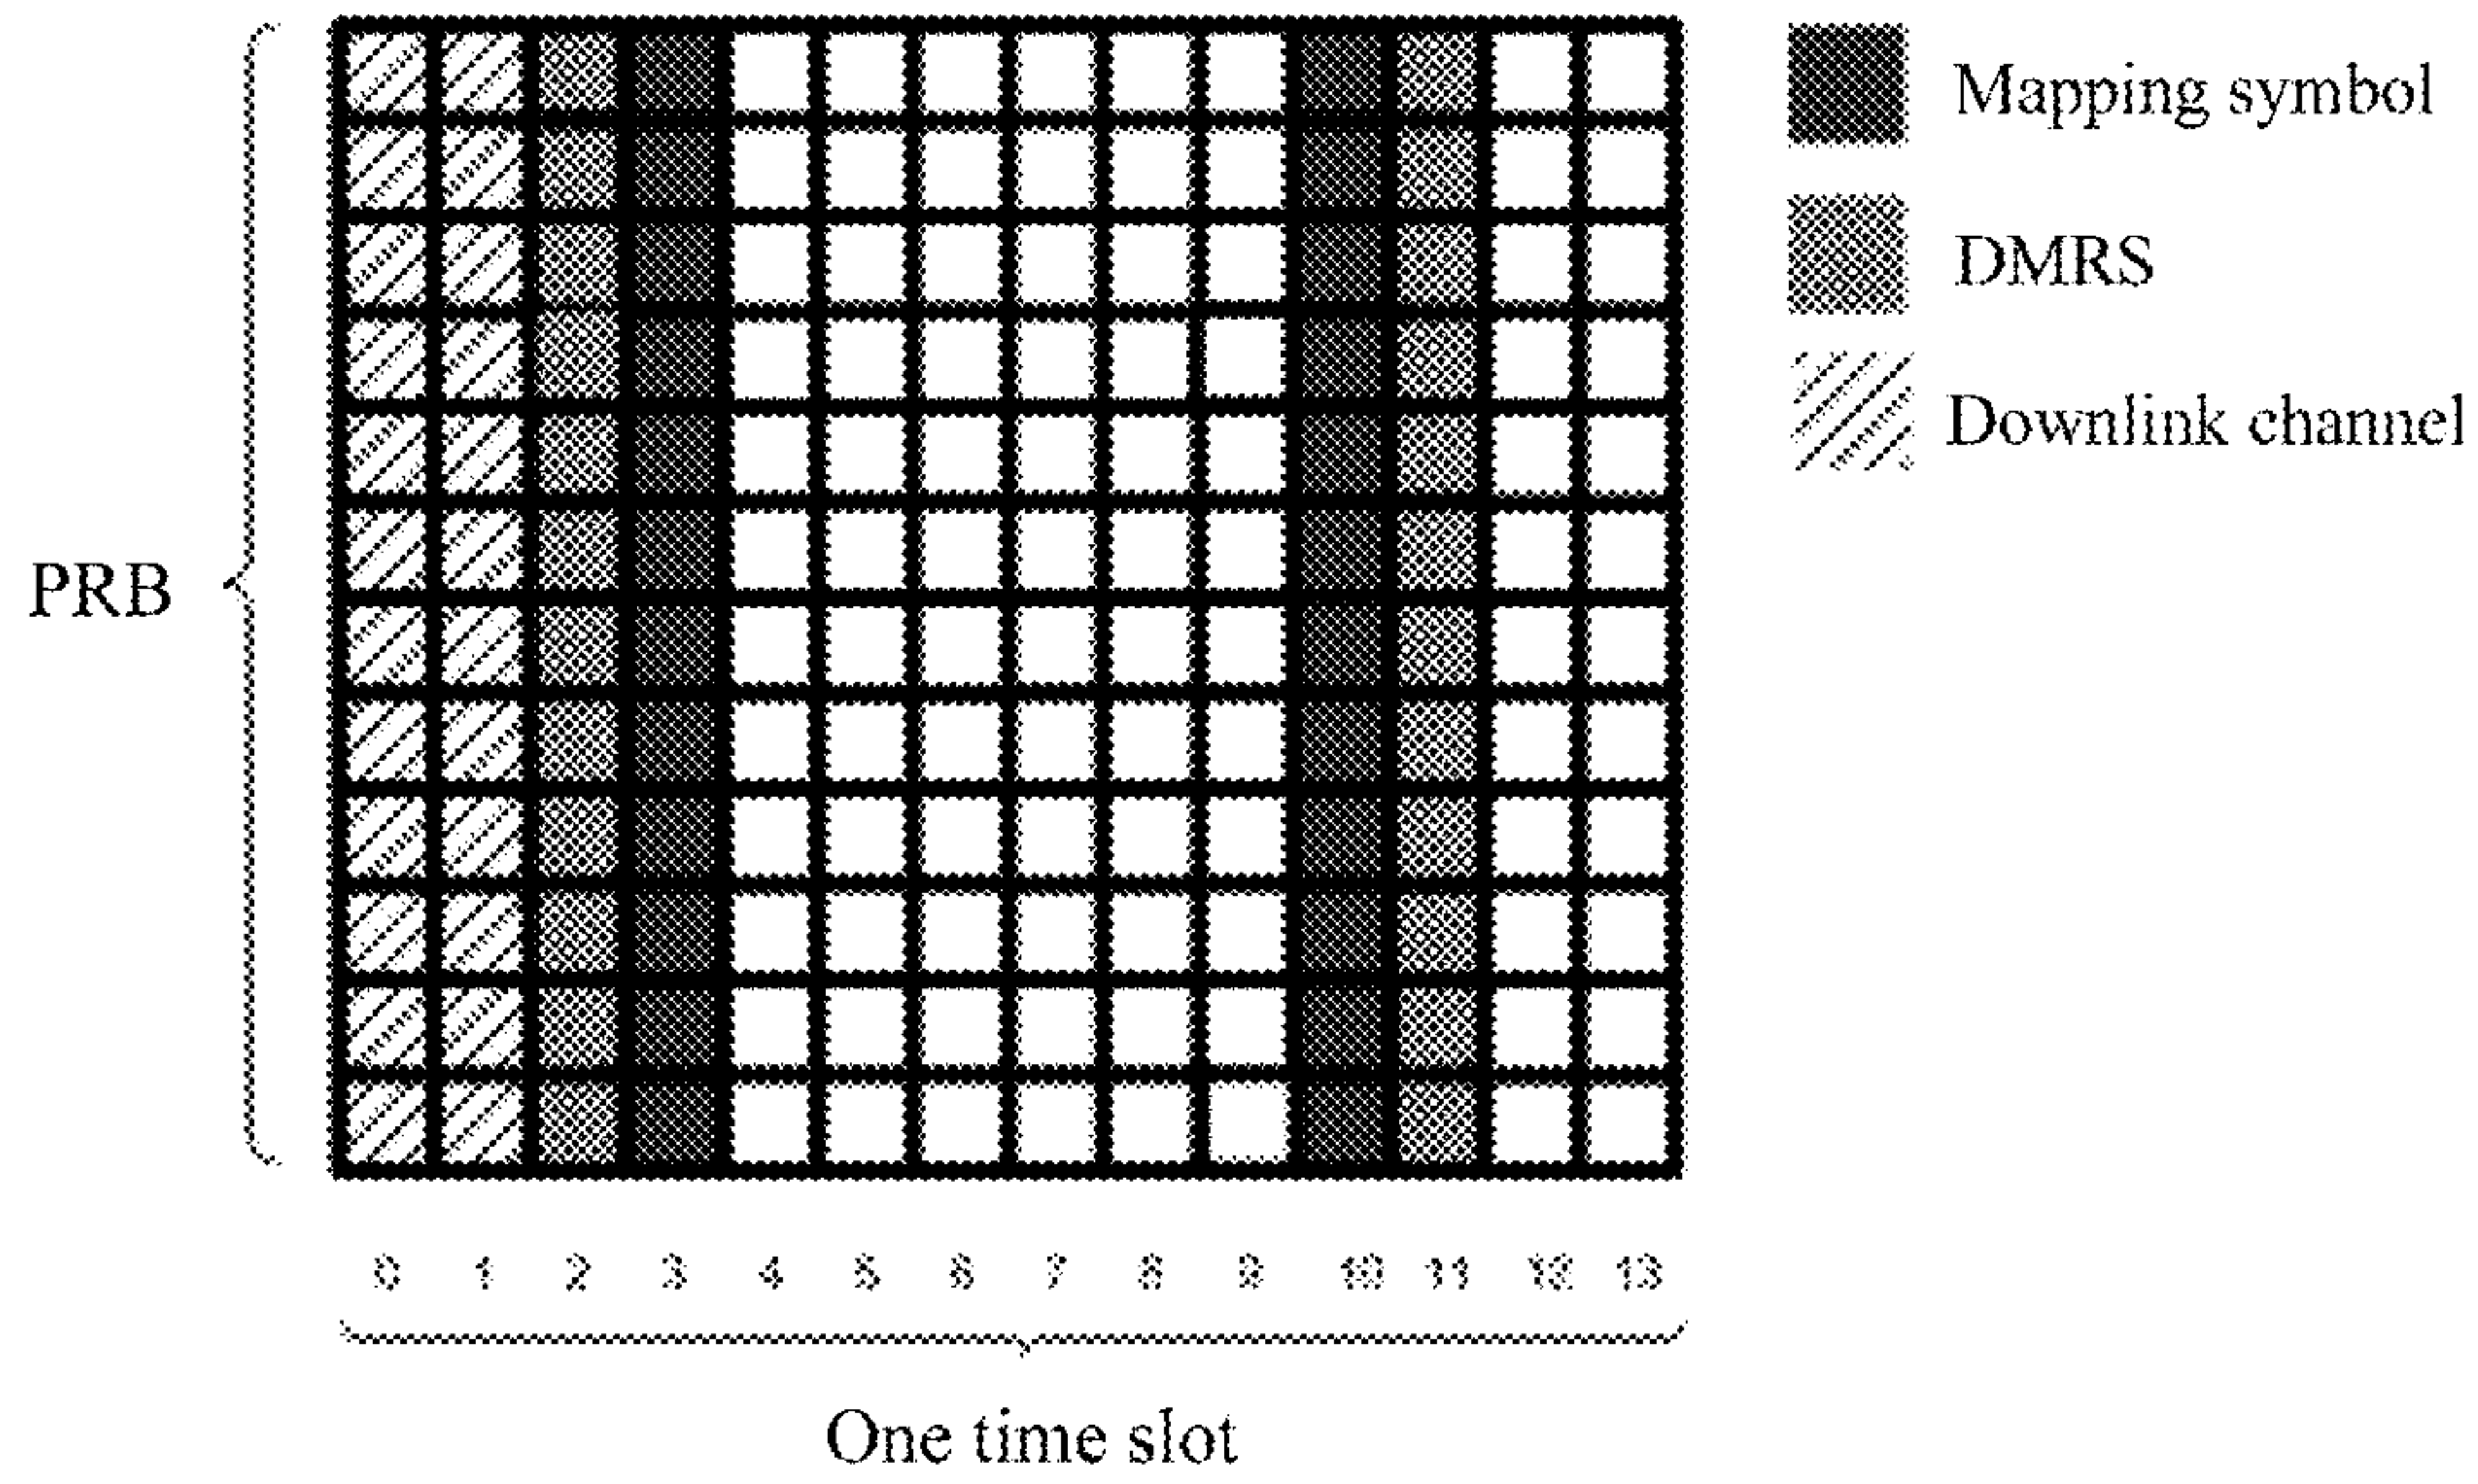 Mapping symbol
DMRS
Downlink channel
PRB
0 1 2 3 4 5 6 7 8 9 10 11 12 13
One time slot